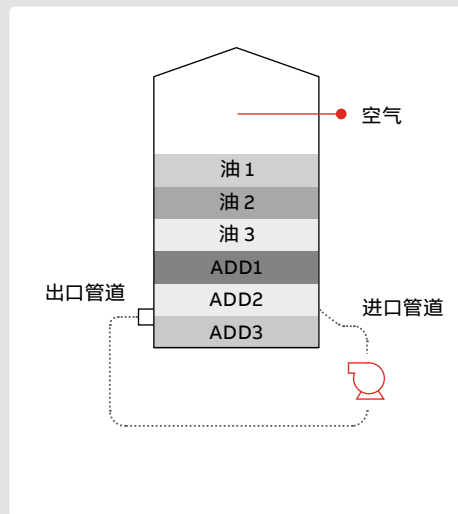 空气
油 1
油 2
油 3
ADD1
出口管道
ADD2
进口管道
ADD3